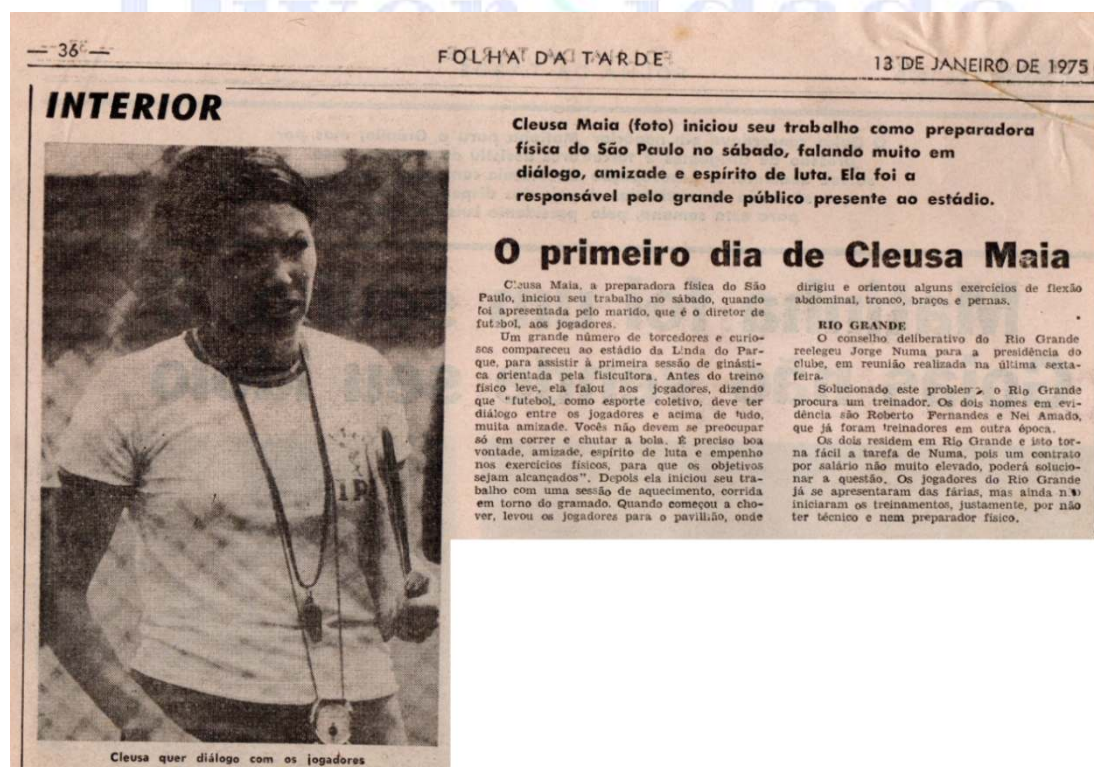 — 36 —
FOLHA DA TARDE
13 DE JANEIRO DE 1975
INTERIOR
Cleusa Maia (foto) iniciou seu trabalho como preparadora
física do São Paulo no sábado, falando muito em
diálogo, amizade e espírito de luta. Ela foi a
responsável pelo grande público presente ao estádio.
O primeiro dia de Cleusa Maia
Cleusa Maia, a preparadora física do São
Paulo, iniciou seu trabalho no sábado, quando
foi apresentada pelo marido, que é o diretor de
futebol, aos jogadores.
Um grande número de torcedores e curio-
sos compareceu ao estádio da Linda do Par-
que, para assistir à primeira sessão de ginásti-
ca orientada pela fisicultora. Antes do treino
físico leve, ela falou aos jogadores, dizendo
que "futebol, como esporte coletivo, deve ter
diálogo entre os jogadores e acima de tudo,
muita amizade. Vocês não devem se preocupar
só em correr e chutar a bola. É preciso boa
vontade, amizade, espírito de luta e empenho
nos exercícios físicos, para que os objetivos
sejam alcançados". Depois ela iniciou seu tra-
balho com uma sessão de aquecimento, corrida
em torno do gramado. Quando começou a cho-
ver, levou os jogadores para o pavilhão, onde
dirigiu e orientou alguns exercícios de flexão
abdominal, tronco, braços e pernas.
RIO GRANDE
O conselho deliberativo do Rio Grande
reelegeu Jorge Numa para a presidência do
clube, em reunião realizada na última sexta-
feira.
Solucionado este problema, o Rio Grande
procura um treinador. Os dois nomes em evi-
dência são Roberto Fernandes e Nei Amado,
que já foram treinadores em outra época.
Os dois residem em Rio Grande e isto tor-
na fácil a tarefa de Numa, pois um contrato
por salário não muito elevado, poderá solucio-
nar a questão. Os jogadores do Rio Grande
já se apresentaram das fárias, mas ainda não
iniciaram os treinamentos, justamente, por não
ter técnico e nem preparador físico.
Cleusa quer diálogo com os jogadores